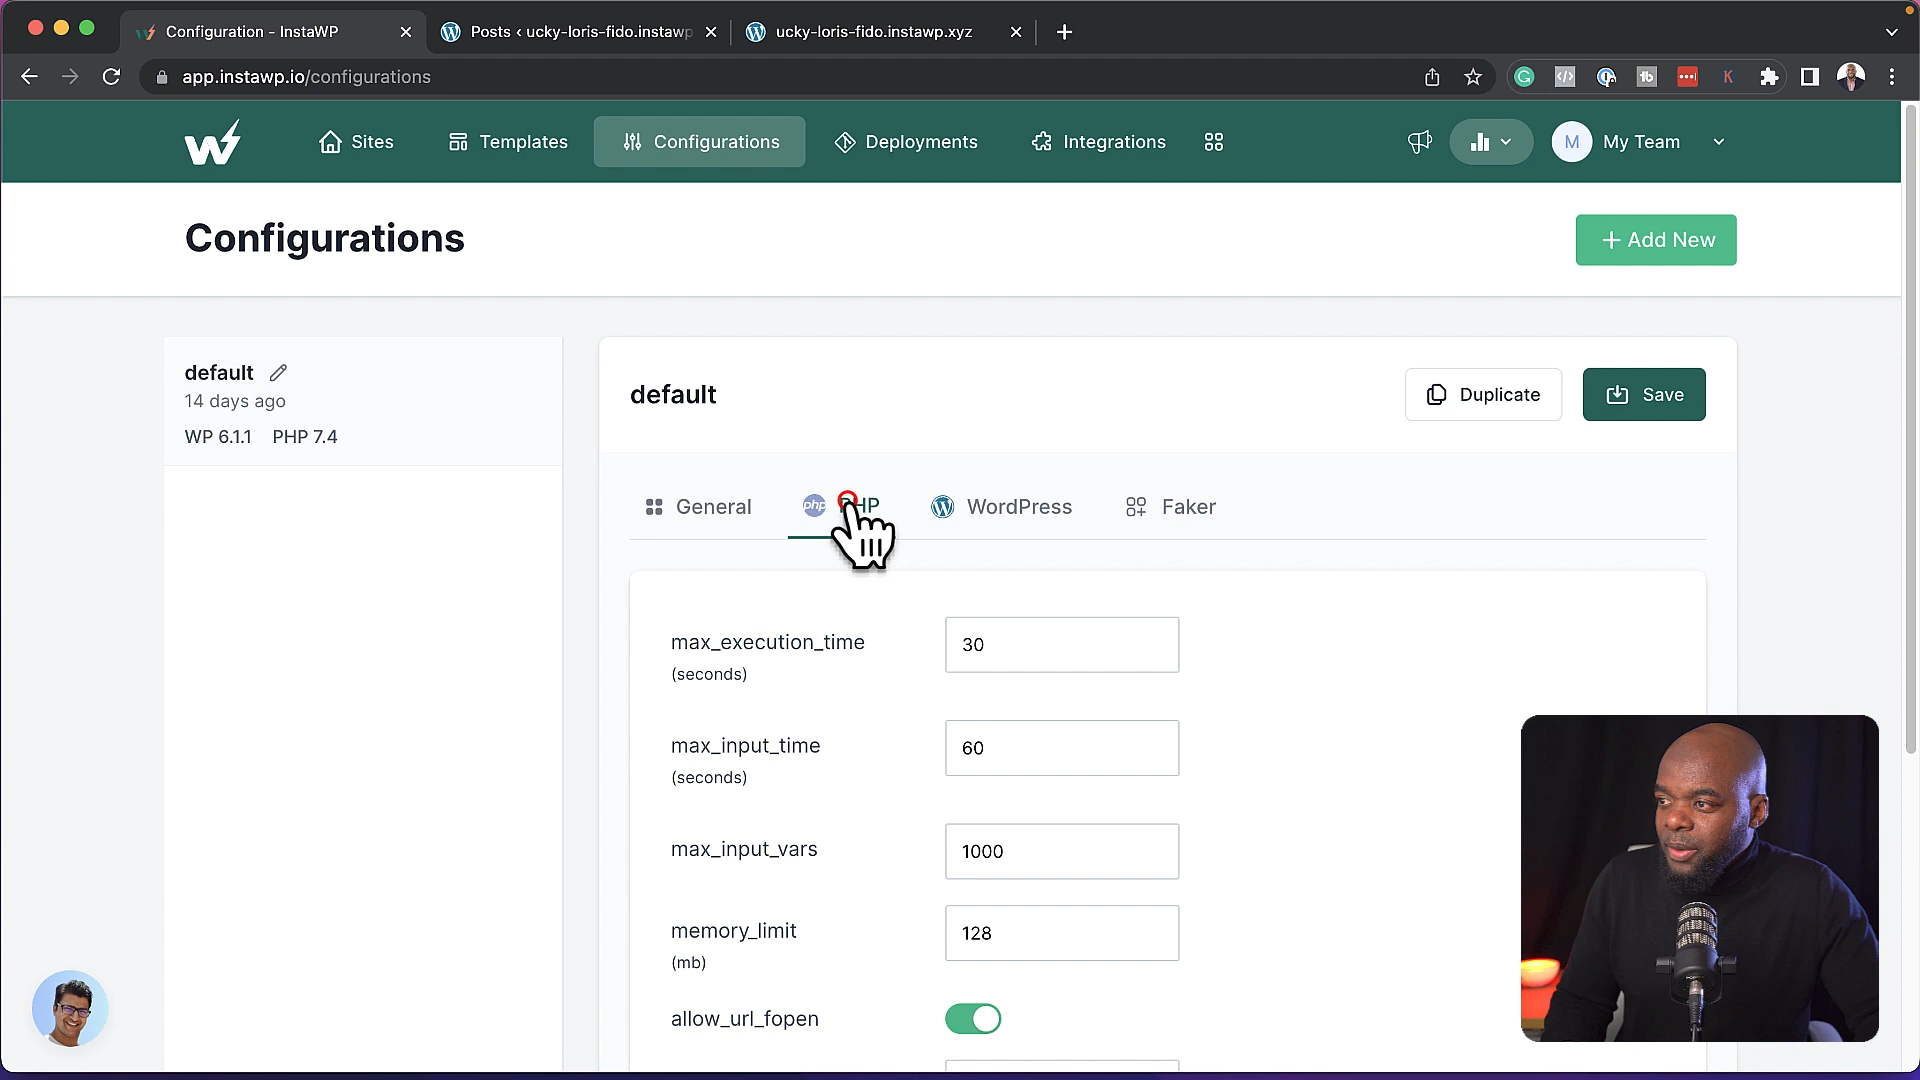 Configuration - InstaWP
Posts ‹ ucky-loris-fido.instawp
ucky-loris-fido.instawp.xyz
app.instawp.io/configurations
Sites
Templates
Configurations
Deployments
Integrations
M
My Team
Configurations
+ Add New
default
14 days ago
WP 6.1.1 PHP 7.4
default
Duplicate
Save
General
php PHP
WordPress
Faker
max_execution_time
(seconds)
30
max_input_time
(seconds)
60
max_input_vars
1000
memory_limit
(mb)
128
allow_url_fopen